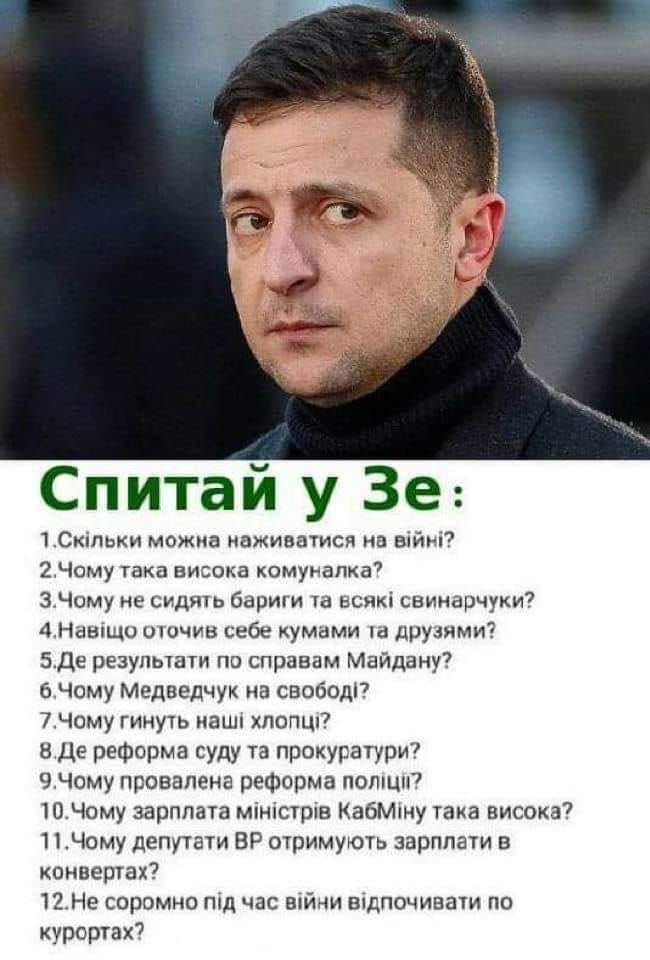 Спитай у Зе:
1.Скільки можна наживатися на війні?
2.Чому така висока комуналка?
3.Чому не сидять бариги та всякі свинарчуки?
4.Навіщо оточив себе кумами та друзями?
5.Де результати по справам Майдану?
6.Чому Медведчук на свободі?
7.Чому гинуть наші хлопці?
8.Де реформа суду та прокуратури?
9.Чому провалена реформа поліції?
10.Чому зарплата міністрів КабМіну така висока?
11.Чому депутати ВР отримують зарплати в
конвертах?
12.Не соромно під час війни відпочивати по
курортах?